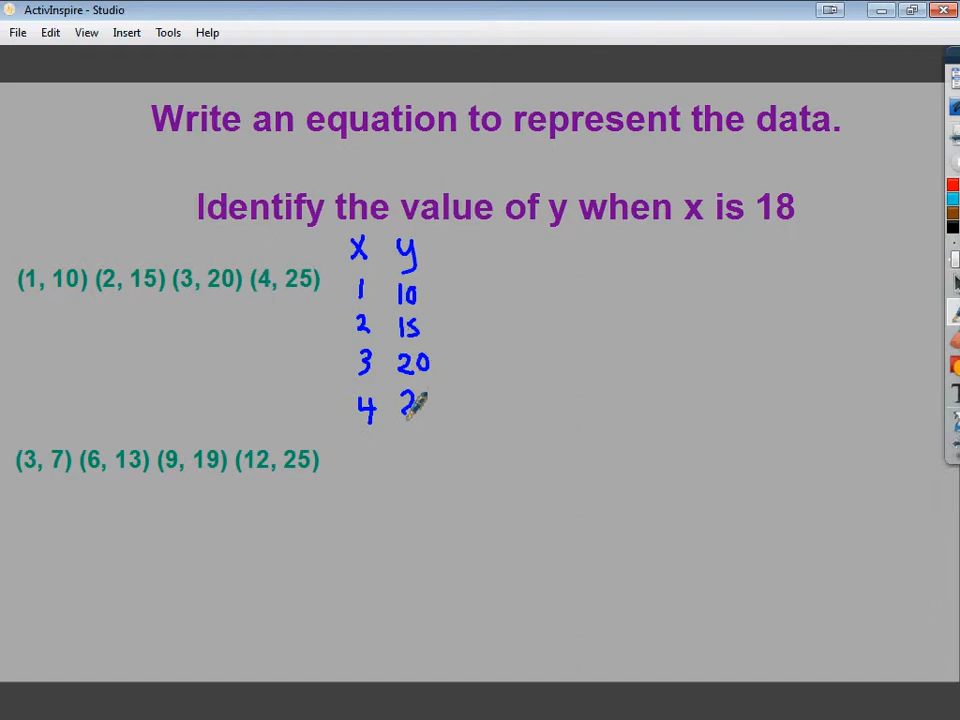 ActivInspire - Studio
File Edit View Insert Tools Help
Write an equation to represent the data.
Identify the value of y when x is 18
x y
(1, 10) (2, 15) (3, 20) (4, 25)
1 10
2 15
3 20
4 2
(3, 7) (6, 13) (9, 19) (12, 25)